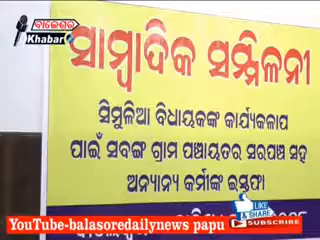 ବାଲେଶ୍ଵର
Khabar
ସାମ୍ବାଦିକ ସମ୍ମିଳନୀ
ସିମୁଳିଆ ବିଧାୟକଙ୍କ କାର୍ଯ୍ୟକଳାପ
ପାଇଁ ସବଙ୍ଗ ଗ୍ରାମ ପଞ୍ଚାୟତର ସରପଞ୍ଚ ସହ
ଅନ୍ୟାନ୍ୟ କର୍ମୀଙ୍କ ଇସ୍ତଫା
LIKE
& SHARE
SUBSCRIBE
YouTube-balasoredailynews papu